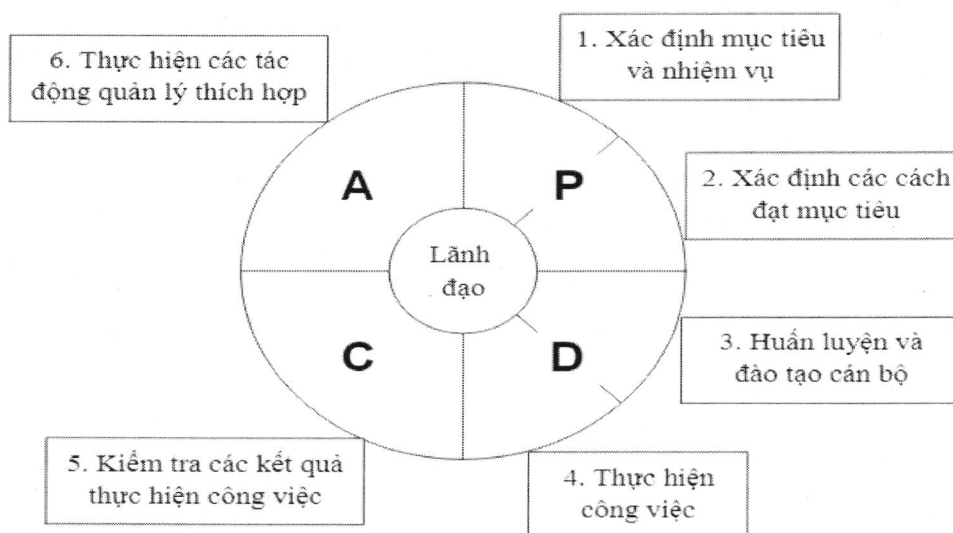 6. Thực hiện các tác
động quản lý thích hợp
1. Xác định mục tiêu
và nhiệm vụ
A
P
2. Xác định các cách
đạt mục tiêu
Lãnh
đạo
C
D
3. Huấn luyện và
đào tạo cán bộ
5. Kiểm tra các kết quả
thực hiện công việc
4. Thực hiện
công việc